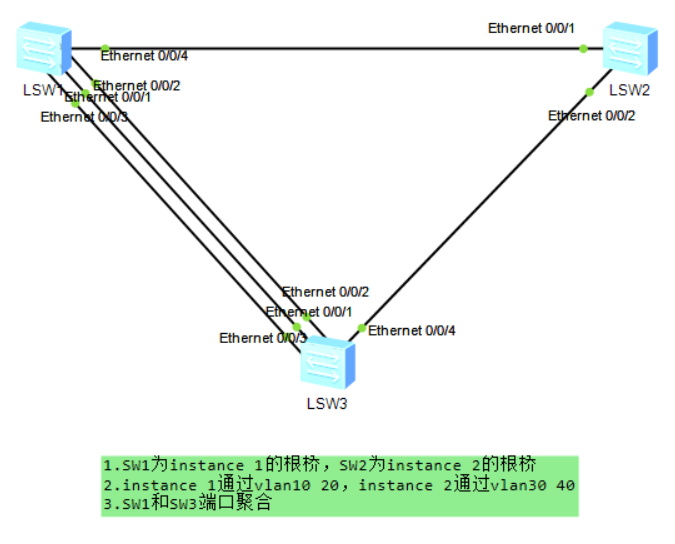 Ethernet 0/0/1
Ethernet 0/0/4
LSW1
Ethernet 0/0/2
LSW2
Ethernet 0/0/1
Ethernet 0/0/3
Ethernet 0/0/2
Ethernet 0/0/2
Ethernet 0/0/1
Ethernet 0/0/3
Ethernet 0/0/4
LSW3
1.SW1为instance 1的根桥，SW2为instance 2的根桥
2.instance 1通过vlan10 20，instance 2通过vlan30 40
3.SW1和SW3端口聚合